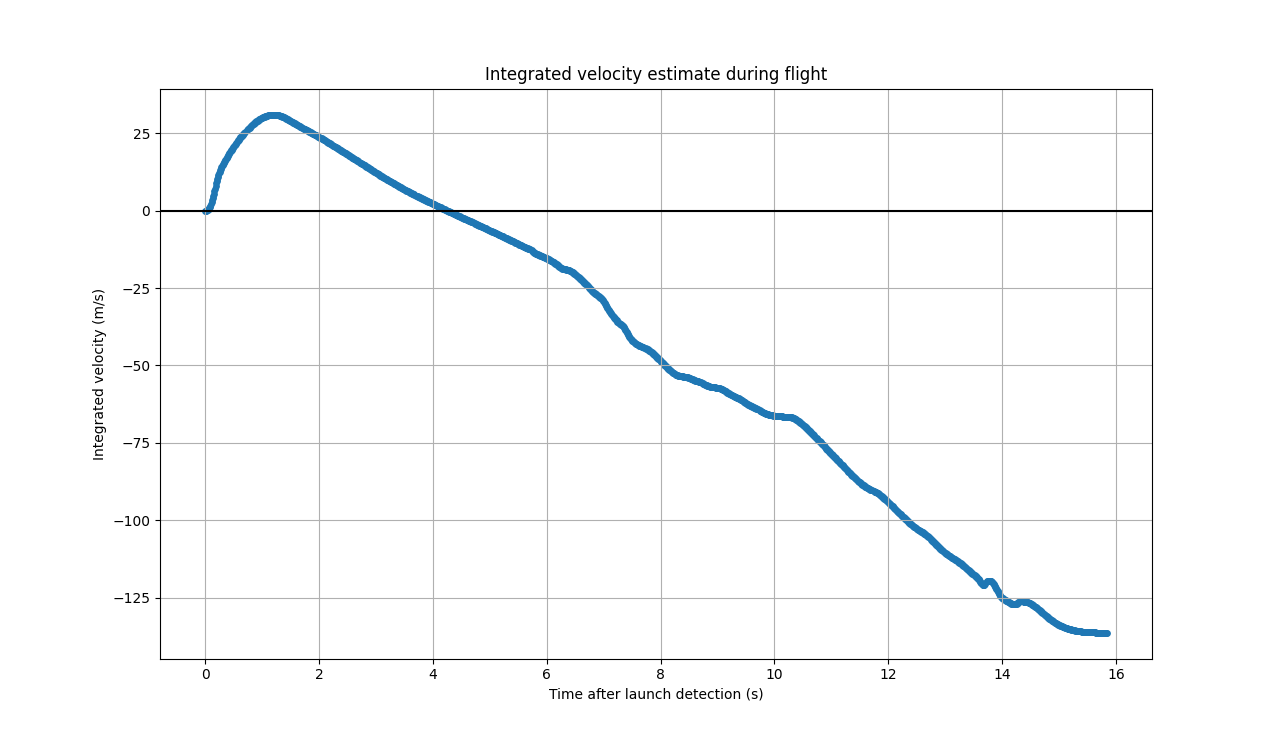 Integrated velocity estimate during flight
Integrated velocity (m/s)
25
0
−25
−50
−75
−100
−125
0 2 4 6 8 10 12 14 16
Time after launch detection (s)